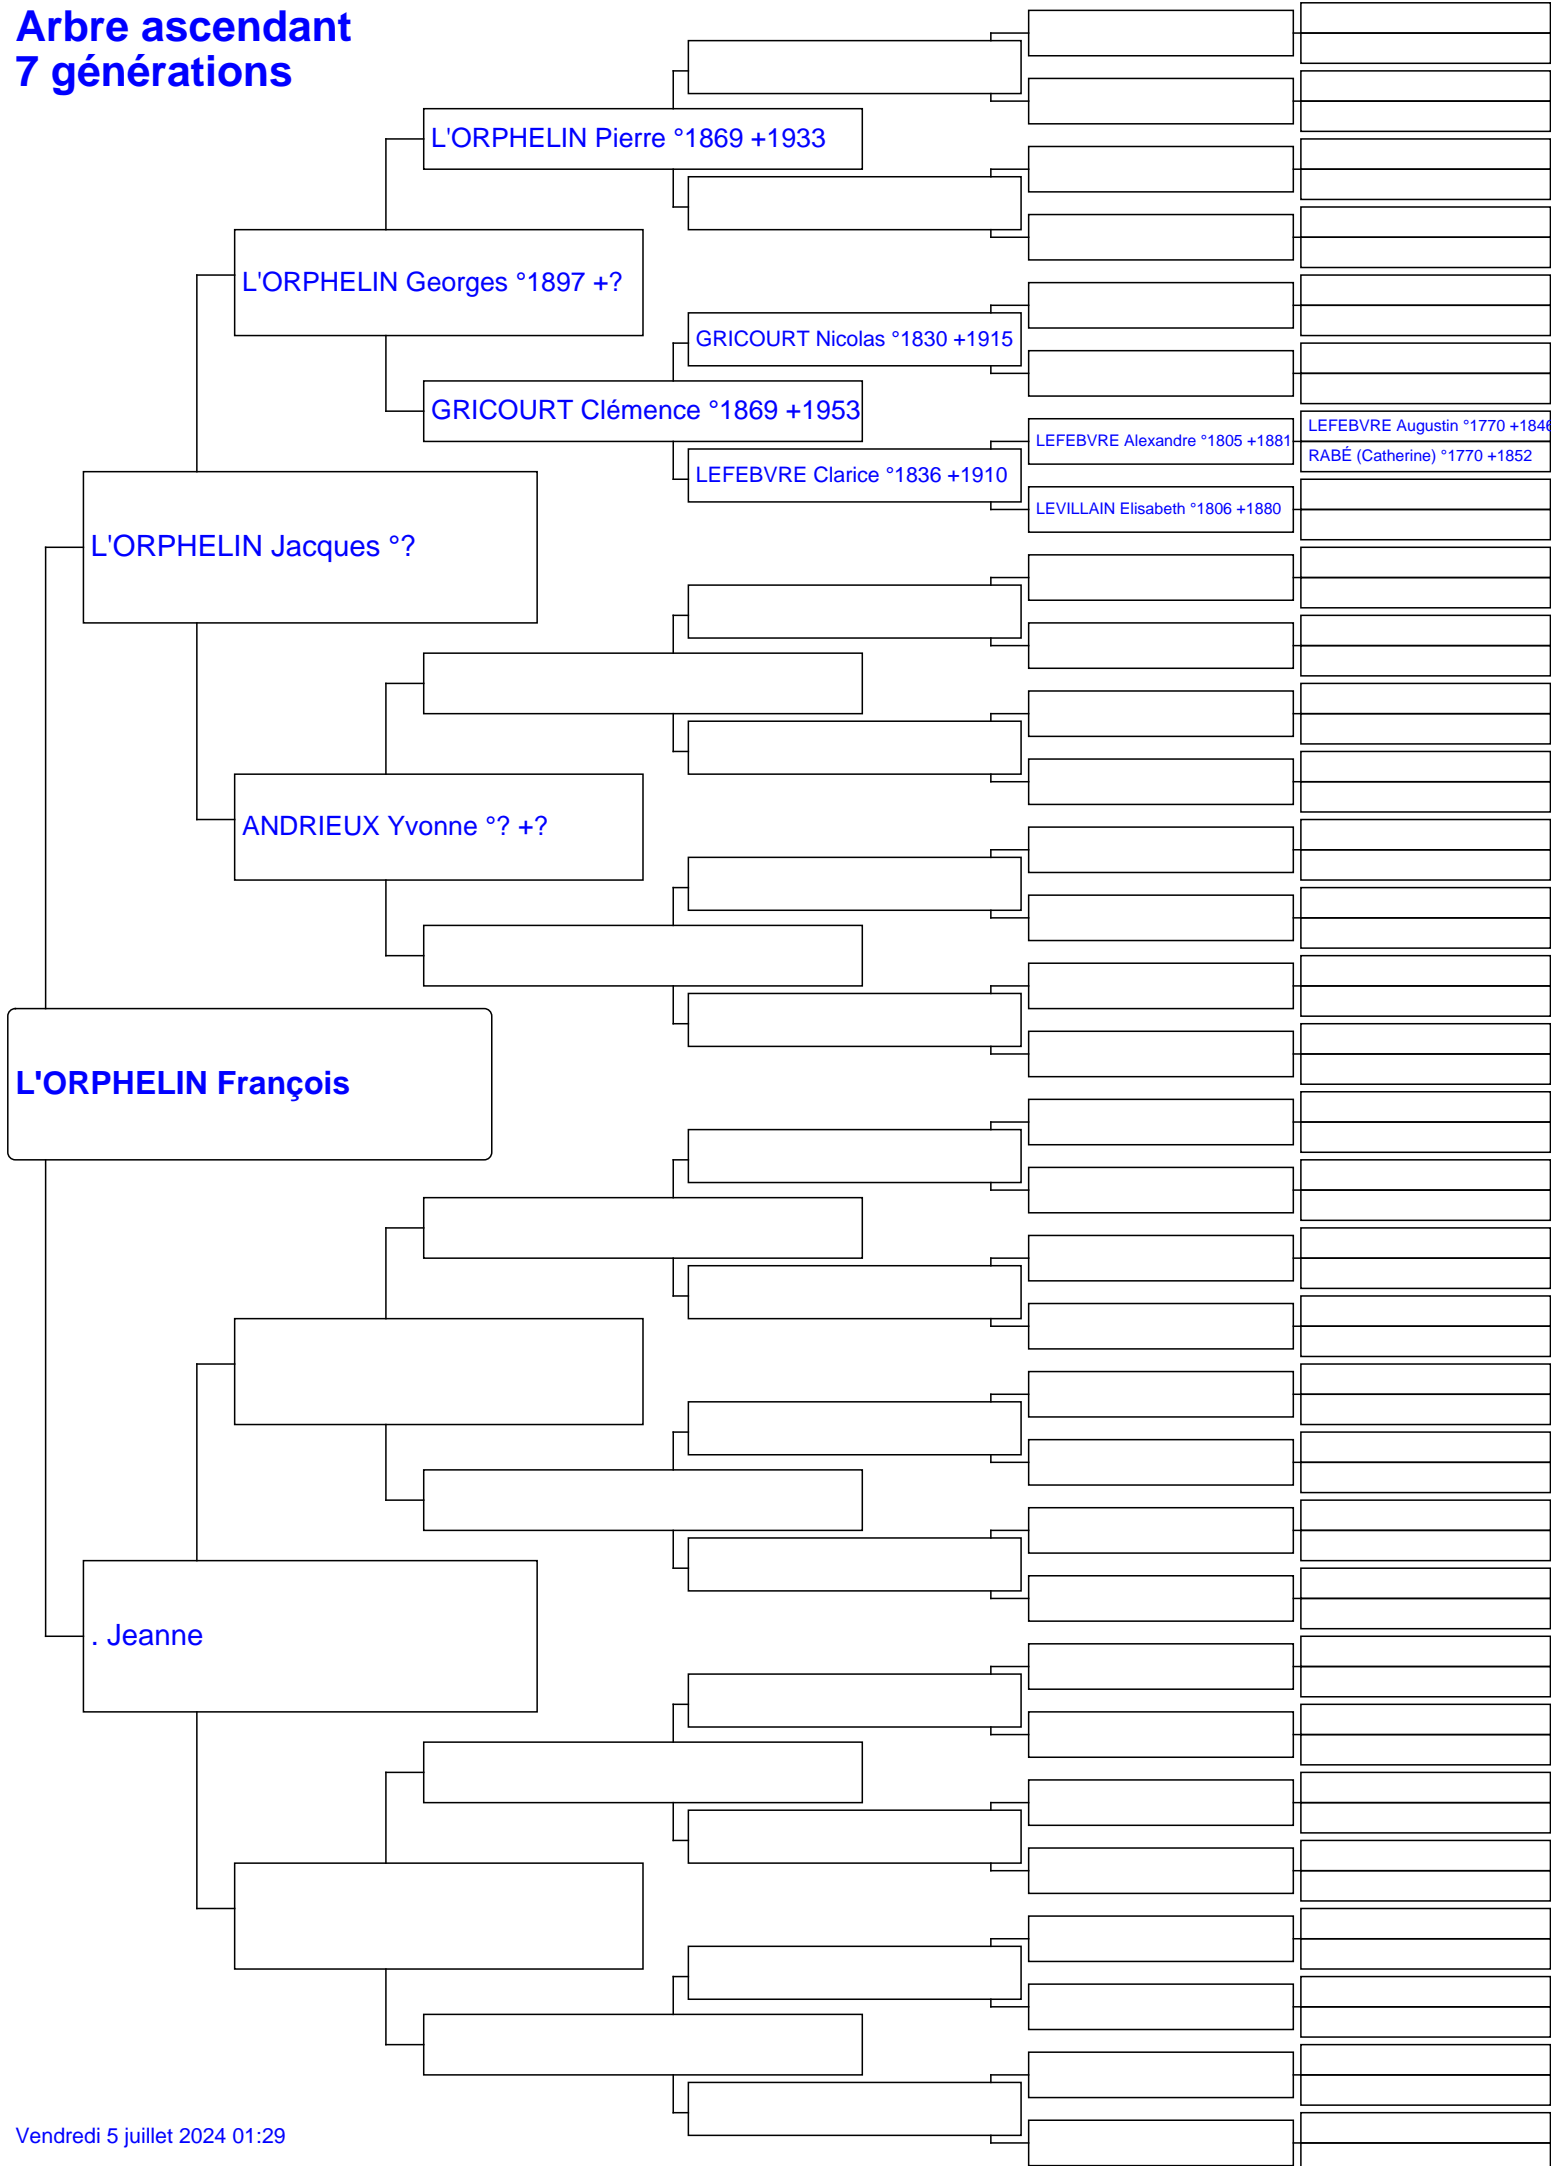 Arbre ascendant
7 générations
L'ORPHELIN Pierre °1869 +1933
L'ORPHELIN Georges °1897 +?
GRICOURT Nicolas °1830 +1915
GRICOURT Clémence °1869 +1953
LEFEBVRE Augustin °1770 +1846
LEFEBVRE Alexandre °1805 +1881
RABÉ (Catherine) °1770 +1852
LEFEBVRE Clarice °1836 +1910
LEVILLAIN Elisabeth °1806 +1880
L'ORPHELIN Jacques °?
ANDRIEUX Yvonne °? +?
L'ORPHELIN François
. Jeanne
Vendredi 5 juillet 2024 01:29